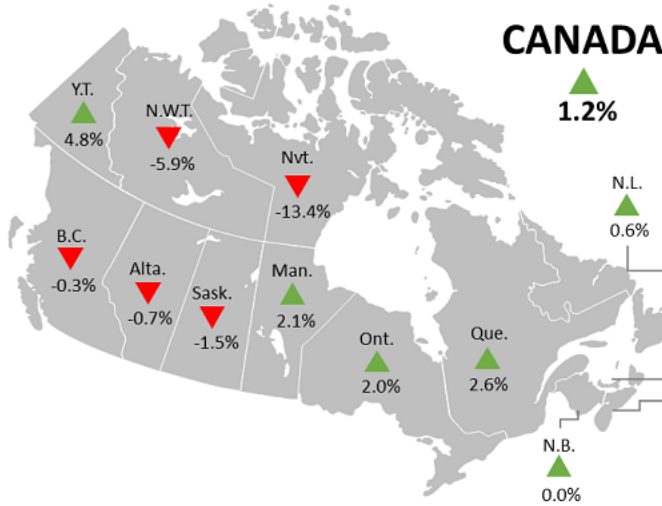 CANADA
1.2%
Y.T.
4.8%
N.W.T.
-5.9%
Nvt.
-13.4%
N.L.
0.6%
B.C.
-0.3%
Alta.
-0.7%
Sask.
-1.5%
Man.
2.1%
Ont.
2.0%
Que.
2.6%
N.B.
0.0%